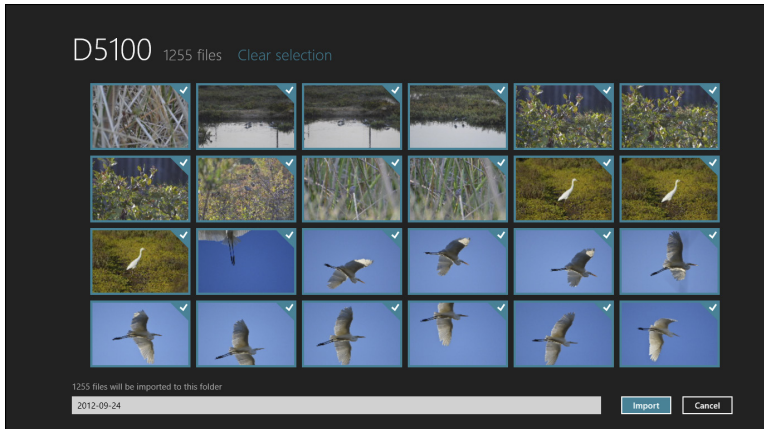 D5100 1255 files Clear selection
1255 files will be imported to this folder
2012-09-24
Import Cancel